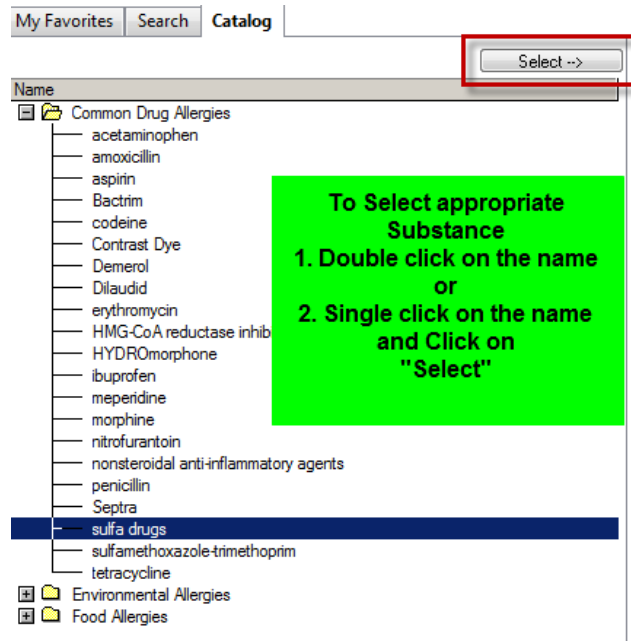 My Favorites Search Catalog
Select -->
Name
Common Drug Allergies
acetaminophen
amoxicillin
aspirin
Bactrim
codeine
Contrast Dye
Demerol
Dilaudid
erythromycin
HMG-CoA reductase inhib
HYDROmorphone
ibuprofen
meperidine
morphine
nitrofurantoin
nonsteroidal anti-inflammatory agents
penicillin
Septra
sulfa drugs
sulfamethoxazole-trimethoprim
tetracycline
Environmental Allergies
Food Allergies
To Select appropriate
Substance
1. Double click on the name
or
2. Single click on the name
and Click on
"Select"